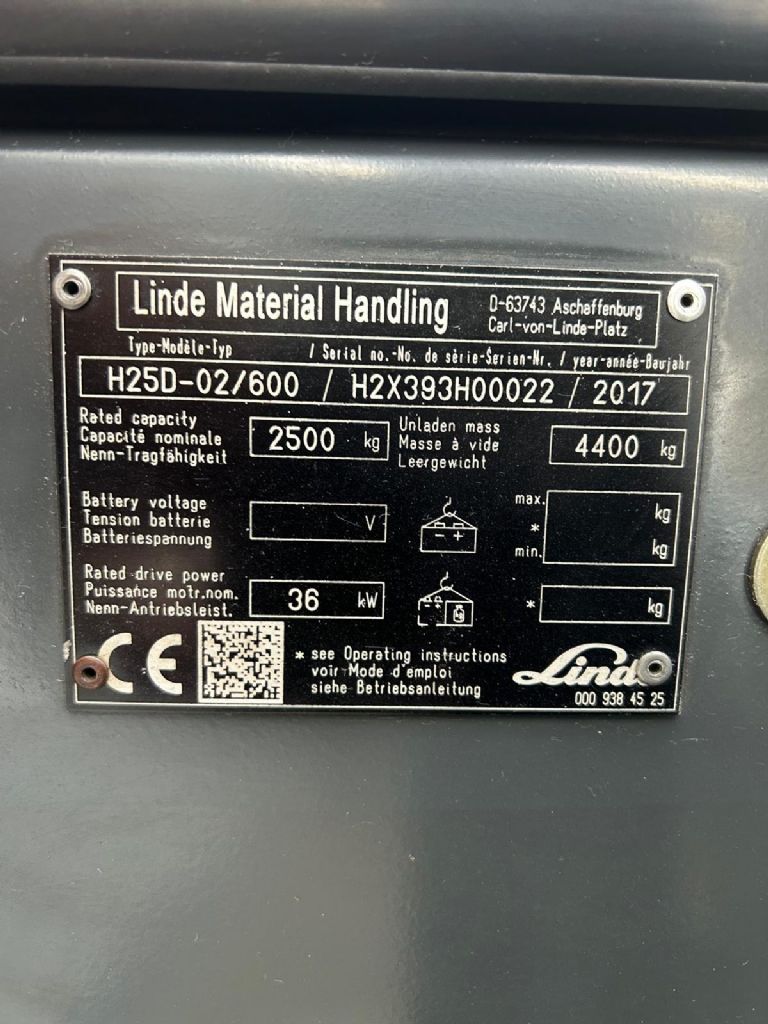 Linde Material Handling
D-63743 Aschaffenburg
Carl-von-Linde-Platz
Type-Modèle-Typ / Serial no.-No. de série-Serien-Nr. / year-année-Baujahr
H25D-02/600 / H2X393H00022 / 2017
Rated capacity
Capacité nominale
Nenn-Tragfähigkeit
2500 kg
Unladen mass
Masse à vide
Leergewicht
4400 kg
Battery voltage
Tension batterie
Batteriespannung
V
- +
max. kg
*
min. kg
Rated drive power
Puissance motr.nom.
Nenn-Antriebsleist.
36 kW
- +
kg
* kg
CE
* see Operating instructions
voir Mode d'emploi
siehe Betriebsanleitung
Linde
000 938 45 25